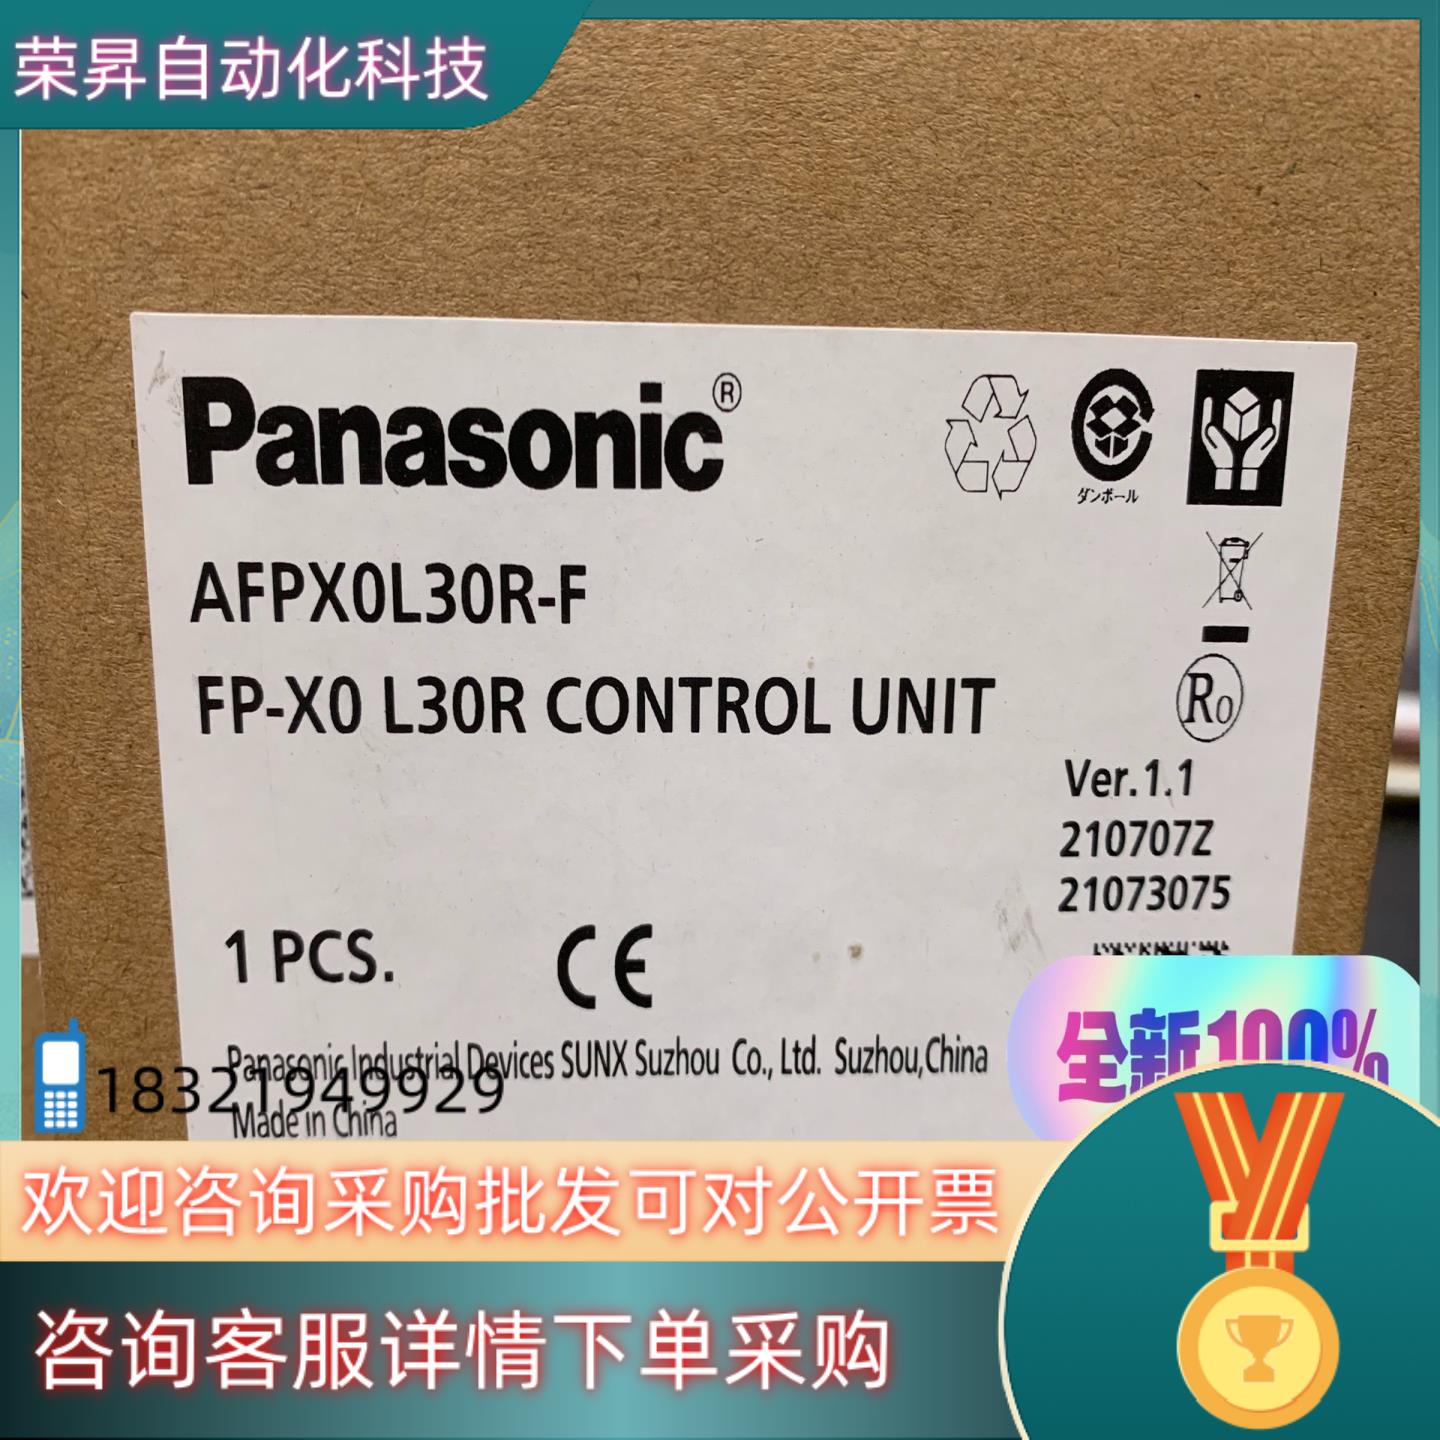 荣昇自动化科技
Panasonic®
ダンボール
AFPX0L30R-F
FP-X0 L30R CONTROL UNIT
R0
Ver.1.1
210707Z
21073075
1 PCS.
CE
Panasonic Industrial Devices SUNX Suzhou Co., Ltd. Suzhou,China
Made in China
18321949929
全新100%
欢迎咨询采购批发可对公开票
咨询客服详情下单采购